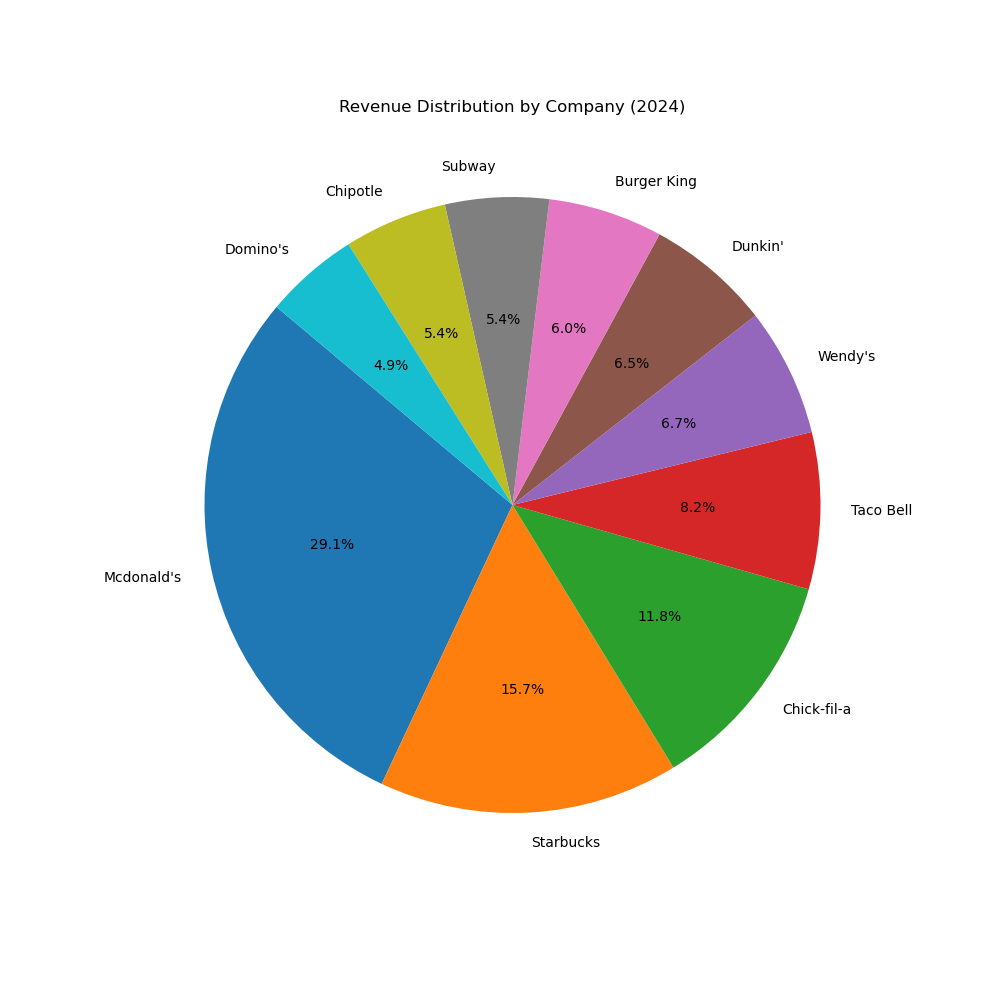 Revenue Distribution by Company (2024)
Subway
Burger King
Chipotle
Dunkin'
Domino's
5.4%
6.0%
5.4%
Wendy's
6.5%
4.9%
6.7%
8.2%
Taco Bell
29.1%
Mcdonald's
11.8%
15.7%
Chick-fil-a
Starbucks